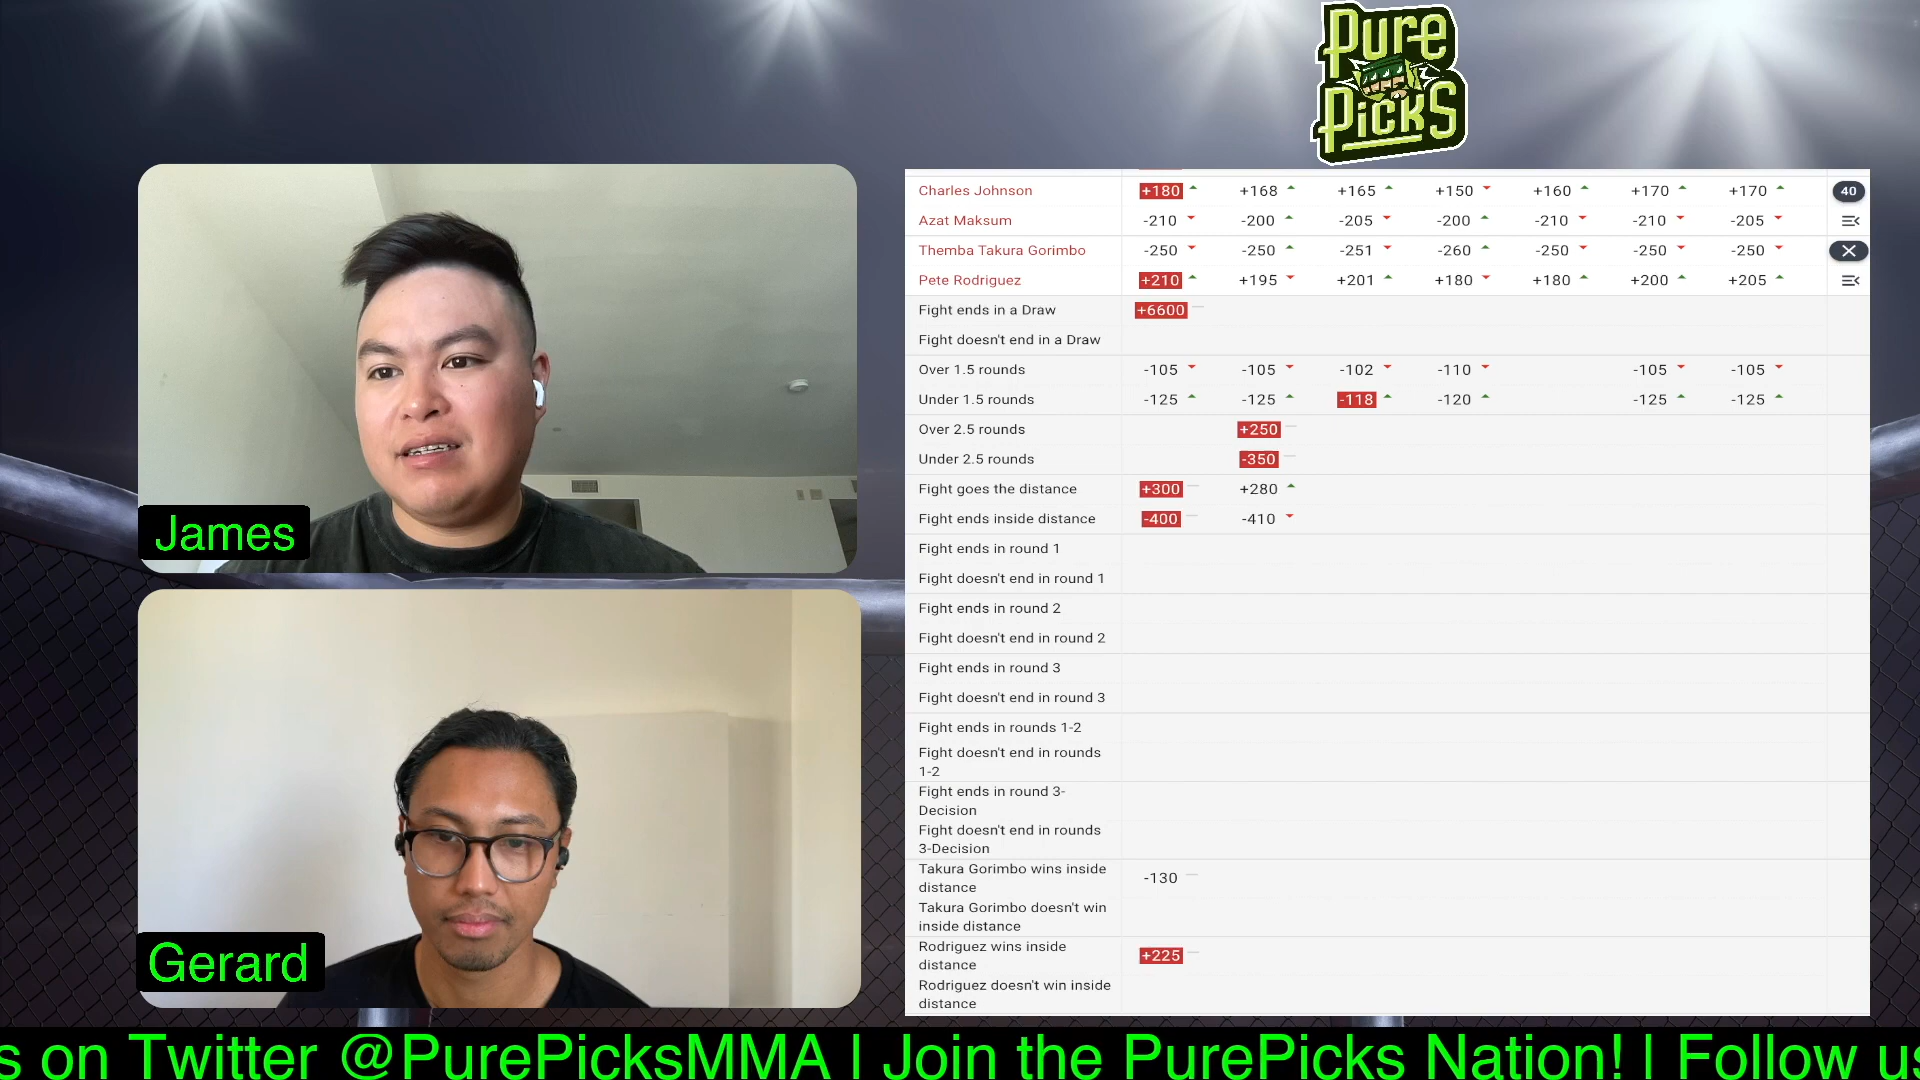 Pure
Picks
Charles Johnson +180 +168 +165 +150 +160 +170 +170 40
Azat Maksum -210 -200 -205 -200 -210 -210 -205
Themba Takura Gorimbo -250 -250 -251 -260 -250 -250 -250
Pete Rodriguez +210 +195 +201 +180 +180 +200 +205
Fight ends in a Draw +6600
Fight doesn't end in a Draw
Over 1.5 rounds -105 -105 -102 -110 -105 -105
Under 1.5 rounds -125 -125 -118 -120 -125 -125
Over 2.5 rounds +250
Under 2.5 rounds -350
Fight goes the distance +300 +280
Fight ends inside distance -400 -410
Fight ends in round 1
Fight doesn't end in round 1
Fight ends in round 2
Fight doesn't end in round 2
Fight ends in round 3
Fight doesn't end in round 3
Fight ends in rounds 1-2
Fight doesn't end in rounds
1-2
Fight ends in round 3-
Decision
Fight doesn't end in rounds
3-Decision
Takura Gorimbo wins inside
distance -130
Takura Gorimbo doesn't win
inside distance
Rodriguez wins inside
distance +225
Rodriguez doesn't win inside
distance
James
Gerard
s on Twitter @PurePicksMMA | Join the PurePicks Nation! | Follow us